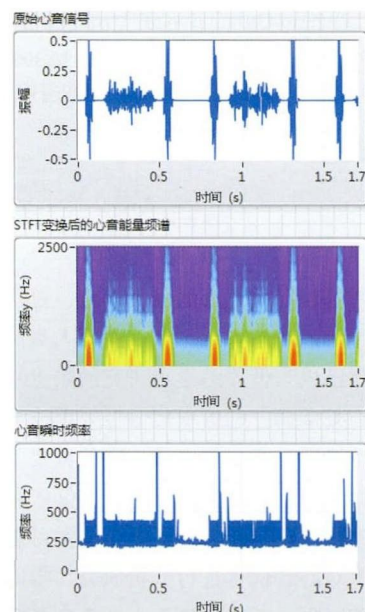 原始心音信号
0.5
0.25
0
-0.25
-0.5
振幅
0 0.5 1 1.5 1.7
时间 (s)
STFT变换后的心音能量频谱
2500
0
频率y (Hz)
0 0.5 1 1.5 1.7
时间 (s)
心音瞬时频率
1000
750
500
250
0
频率 (Hz)
0 0.5 1 1.5 1.7
时间 (s)